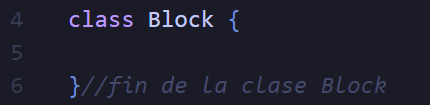 4 class Block {
5
6 }//fin de la clase Block